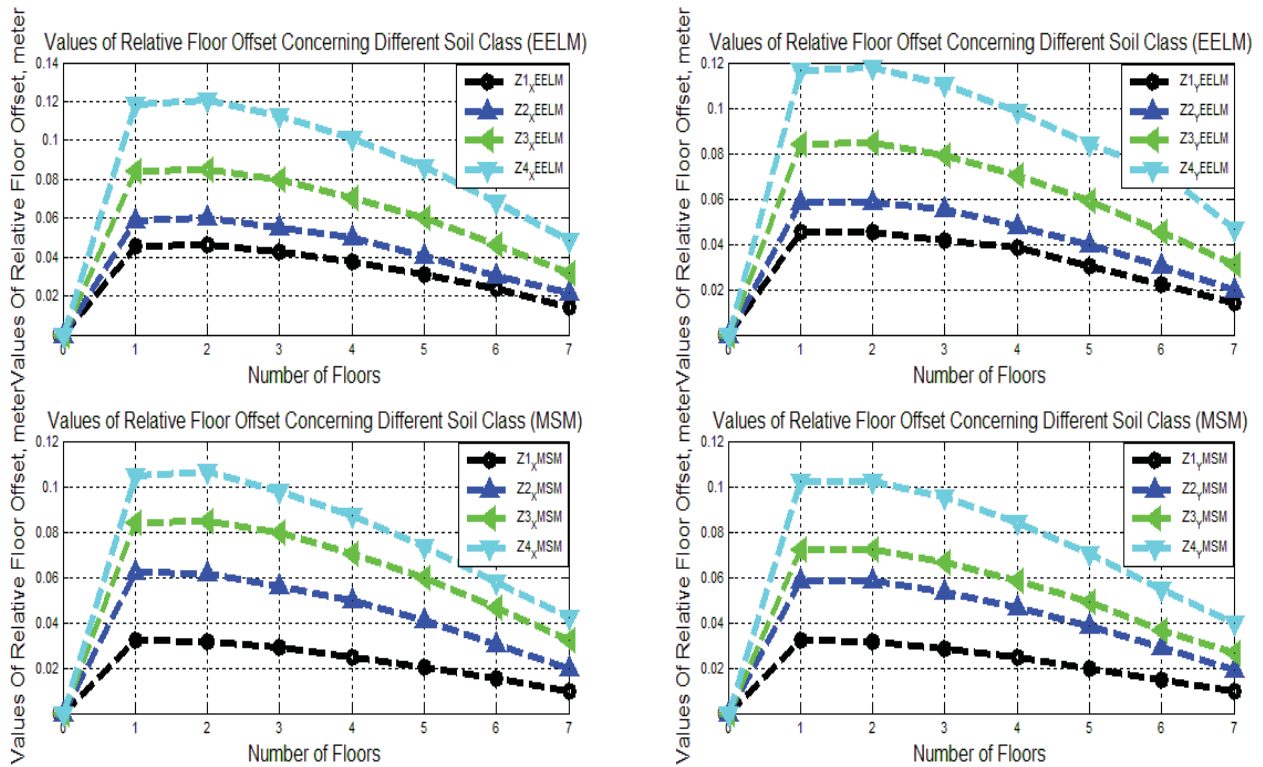 Values of Relative Floor Offset Concerning Different Soil Class (EELM)
Values Of Relative Floor Offset, meter
0.14
0.12
0.1
0.08
0.06
0.04
0.02
0
1
2
3
4
5
6
7
Number of Floors
Z1XEELM
Z2XEELM
Z3XEELM
Z4XEELM
Values of Relative Floor Offset Concerning Different Soil Class (EELM)
Values Of Relative Floor Offset, meter
0.12
0.1
0.08
0.06
0.04
0.02
0
1
2
3
4
5
6
7
Number of Floors
Z1YEELM
Z2YEELM
Z3YEELM
Z4YEELM
Values of Relative Floor Offset Concerning Different Soil Class (MSM)
Values Of Relative Floor Offset, meter
0.12
0.1
0.08
0.06
0.04
0.02
0
1
2
3
4
5
6
7
Number of Floors
Z1XMSM
Z2XMSM
Z3XMSM
Z4XMSM
Values of Relative Floor Offset Concerning Different Soil Class (MSM)
Values Of Relative Floor Offset, meter
0.12
0.1
0.08
0.06
0.04
0.02
0
1
2
3
4
5
6
7
Number of Floors
Z1YMSM
Z2YMSM
Z3YMSM
Z4YMSM